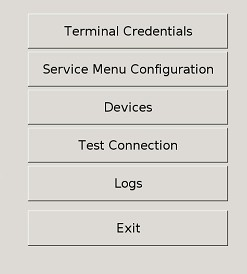 Terminal Credentials
Service Menu Configuration
Devices
Test Connection
Logs
Exit